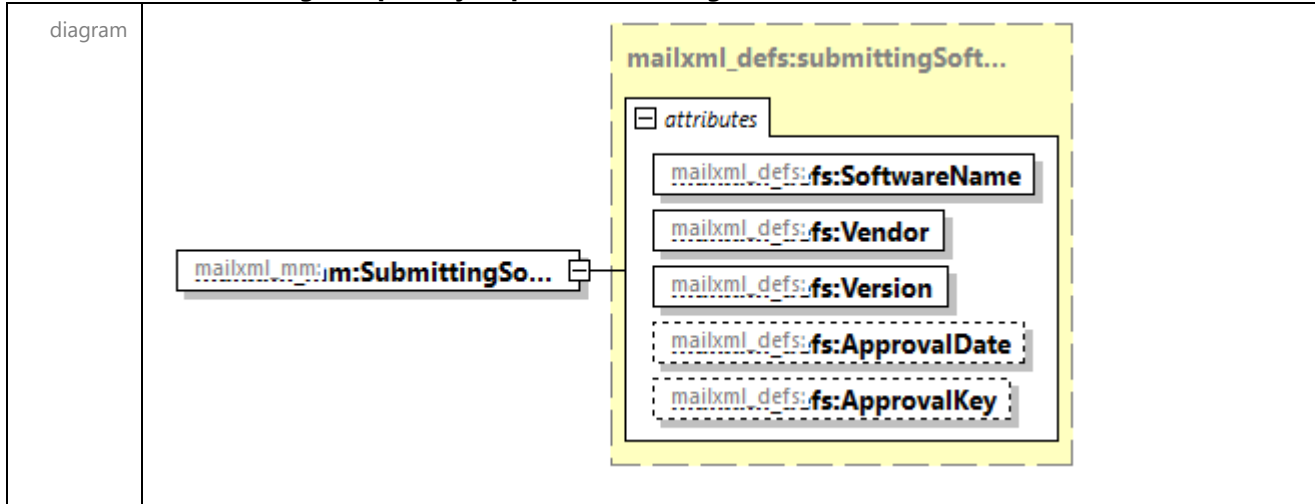 diagram
mailxml_defs:submittingSoft...
attributes
mailxml_defs:fs:SoftwareName
mailxml_defs:fs:Vendor
mailxml_mm:m:SubmittingSo...
mailxml_defs:fs:Version
mailxml_defs:fs:ApprovalDate
mailxml_defs:fs:ApprovalKey